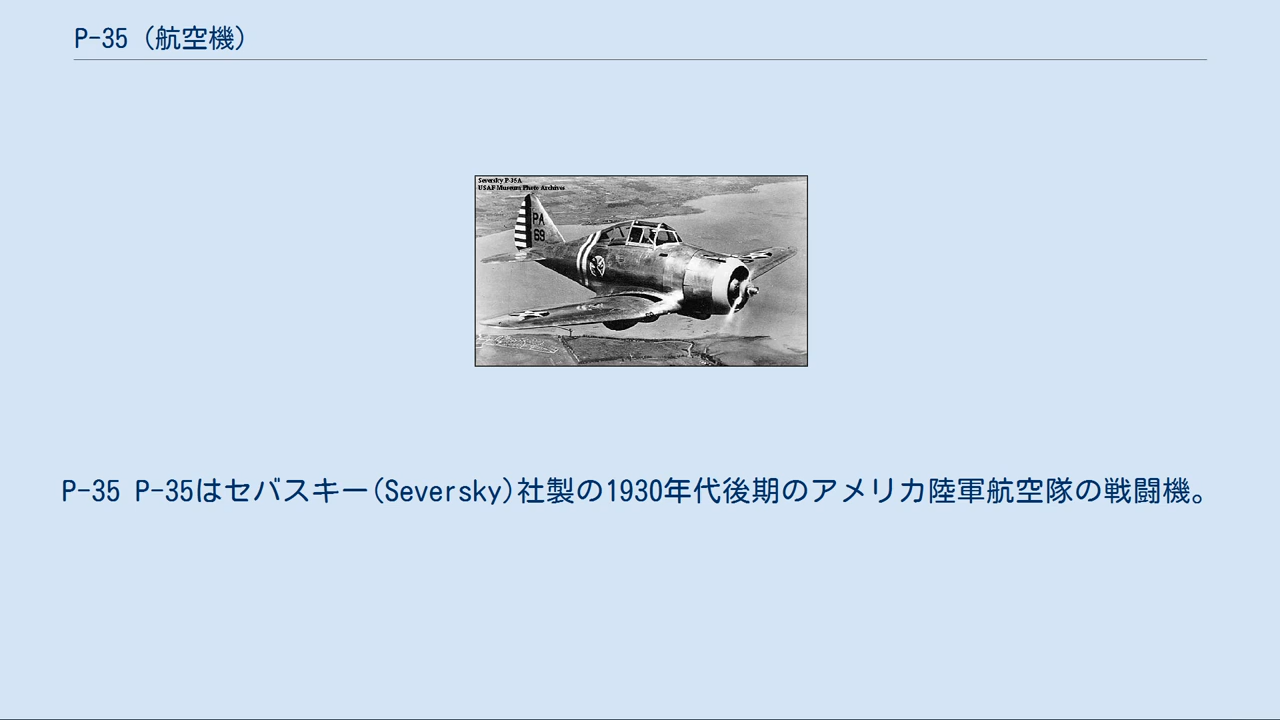 P-35（航空機）
Seversky P-35A
USAF Museum Photo Archives
PA
69
P-35 P-35はセバスキー(Seversky)社製の1930年代後期のアメリカ陸軍航空隊の戦闘機。